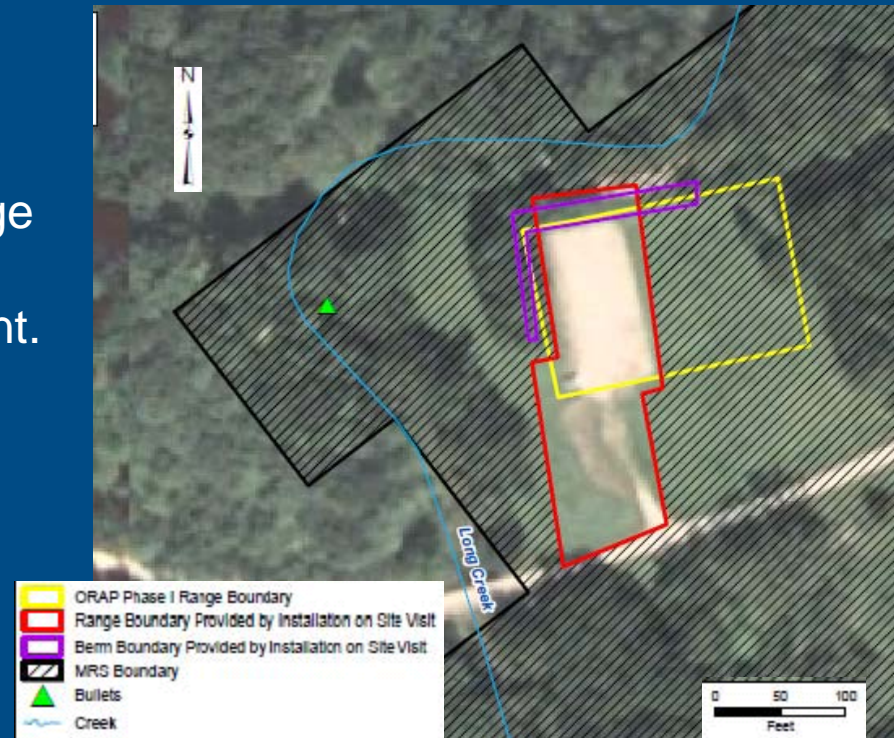 N
ge
nt.
Long Creek
ORAP Phase I Range Boundary
Range Boundary Provided by Installation on Site Visit
Berm Boundary Provided by Installation on Site Visit
MRS Boundary
Bullets
Creek
0 50 100
Feet